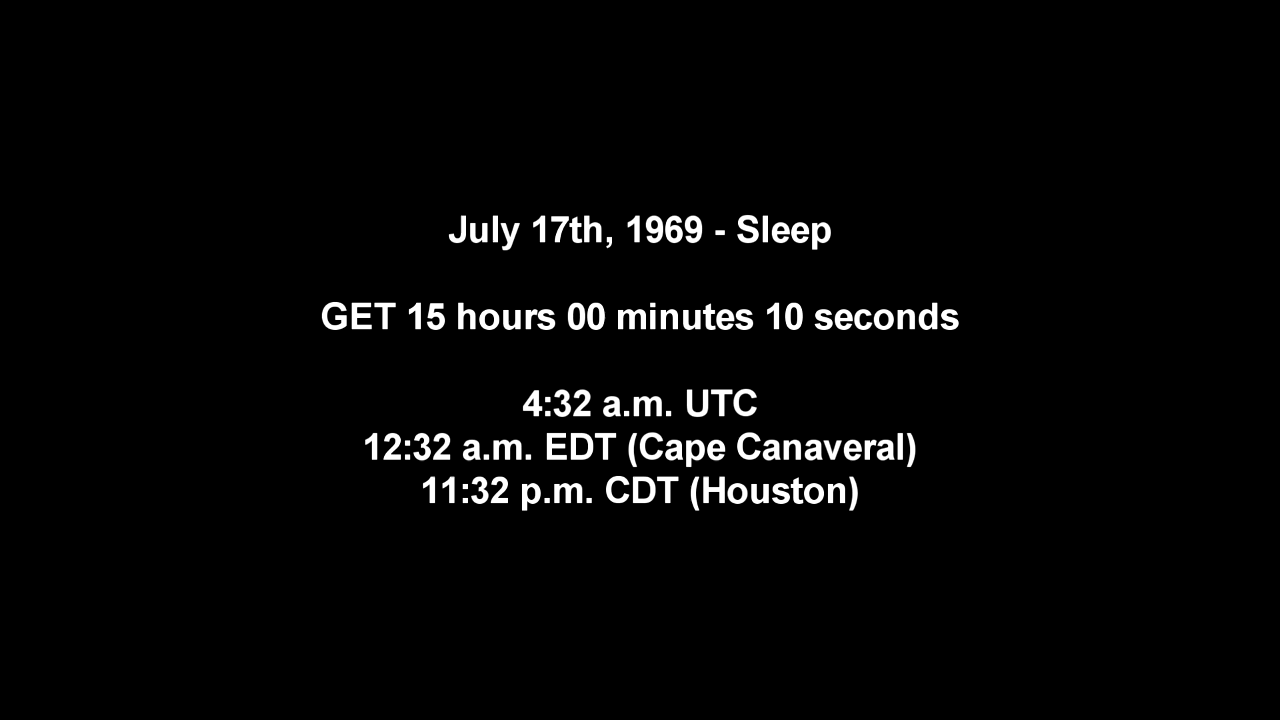 July 17th, 1969 - Sleep
GET 15 hours 00 minutes 10 seconds
4:32 a.m. UTC
12:32 a.m. EDT (Cape Canaveral)
11:32 p.m. CDT (Houston)